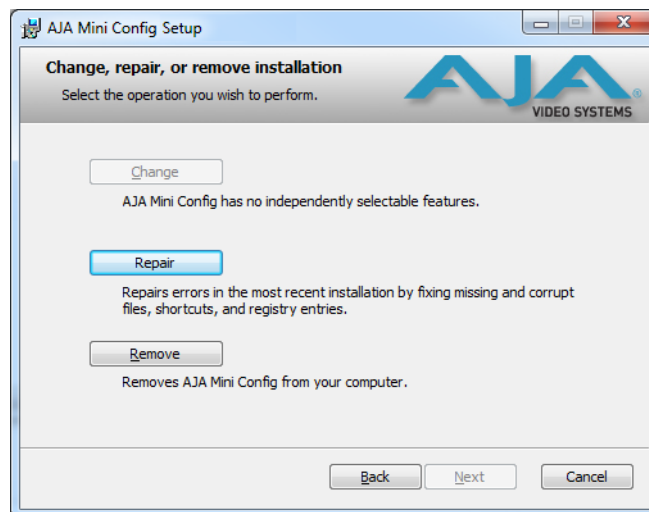 AJA Mini Config Setup
Change, repair, or remove installation
Select the operation you wish to perform.
AJA®
VIDEO SYSTEMS
Change
AJA Mini Config has no independently selectable features.
Repair
Repairs errors in the most recent installation by fixing missing and corrupt
files, shortcuts, and registry entries.
Remove
Removes AJA Mini Config from your computer.
Back Next Cancel